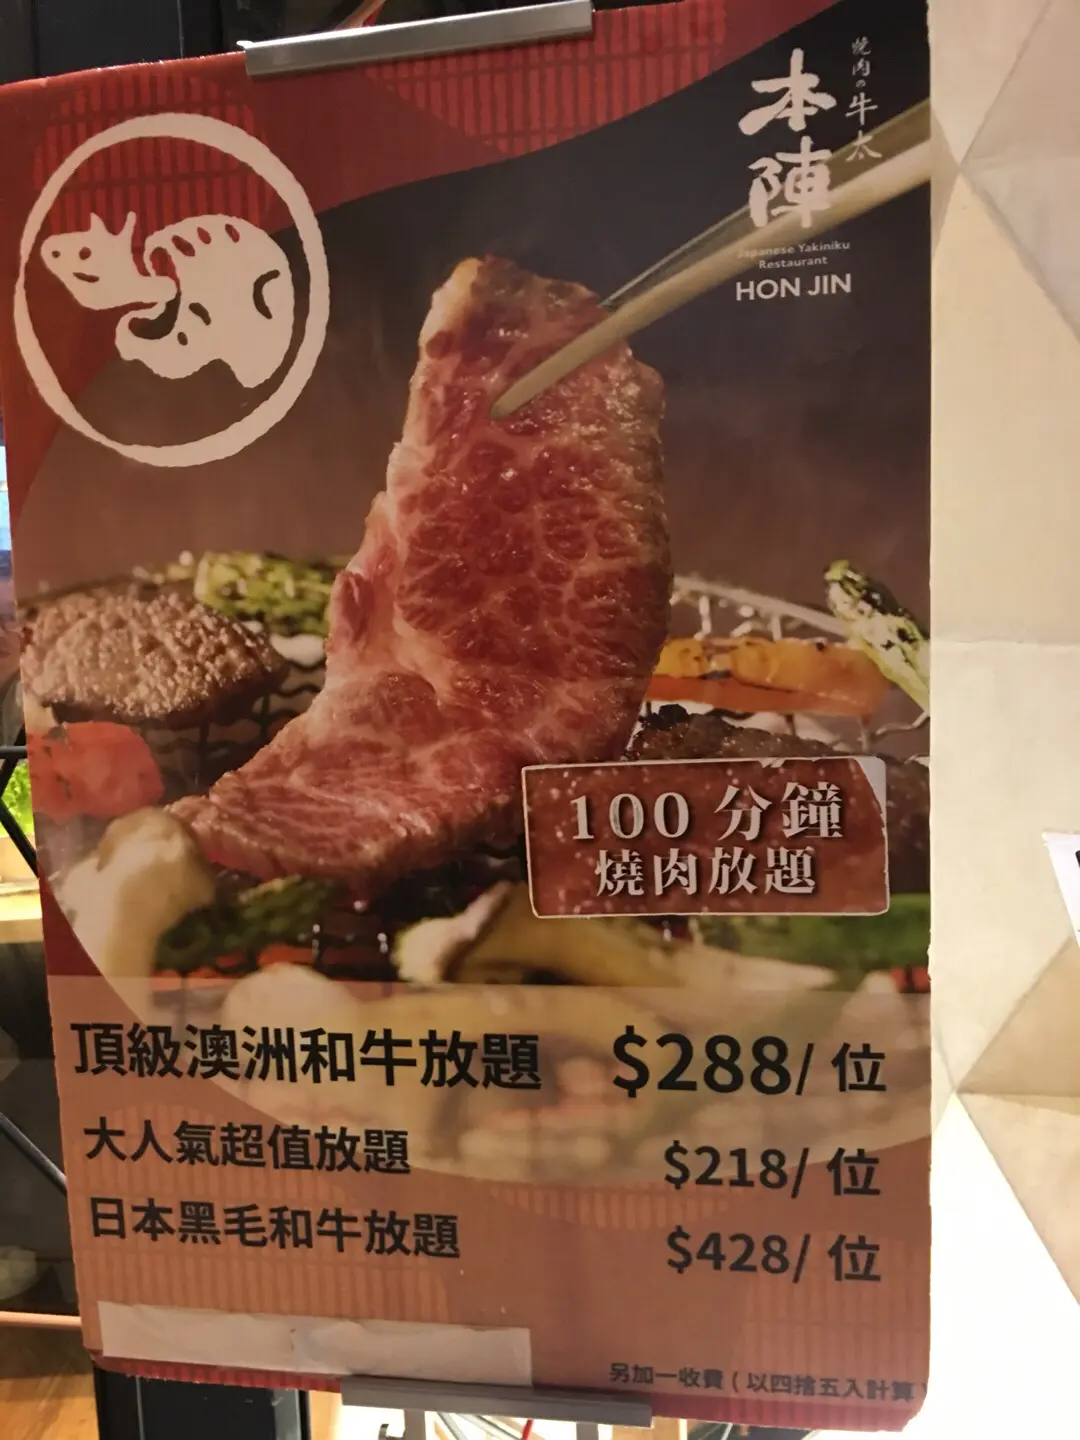 燒肉の牛太
本陣
Japanese Yakiniku
Restaurant
HON JIN
100 分鐘
燒肉放題
頂級澳洲和牛放題 $288/ 位
大人氣超值放題 $218/ 位
日本黑毛和牛放題 $428/ 位
另加一收費 ( 以四捨五入計算